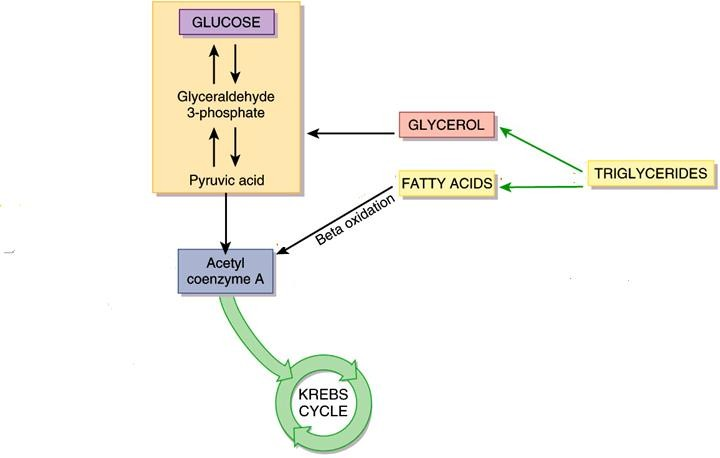 GLUCOSE
Glyceraldehyde
3-phosphate
Pyruvic acid
GLYCEROL
FATTY ACIDS
TRIGLYCERIDES
Beta oxidation
Acetyl
coenzyme A
KREBS
CYCLE